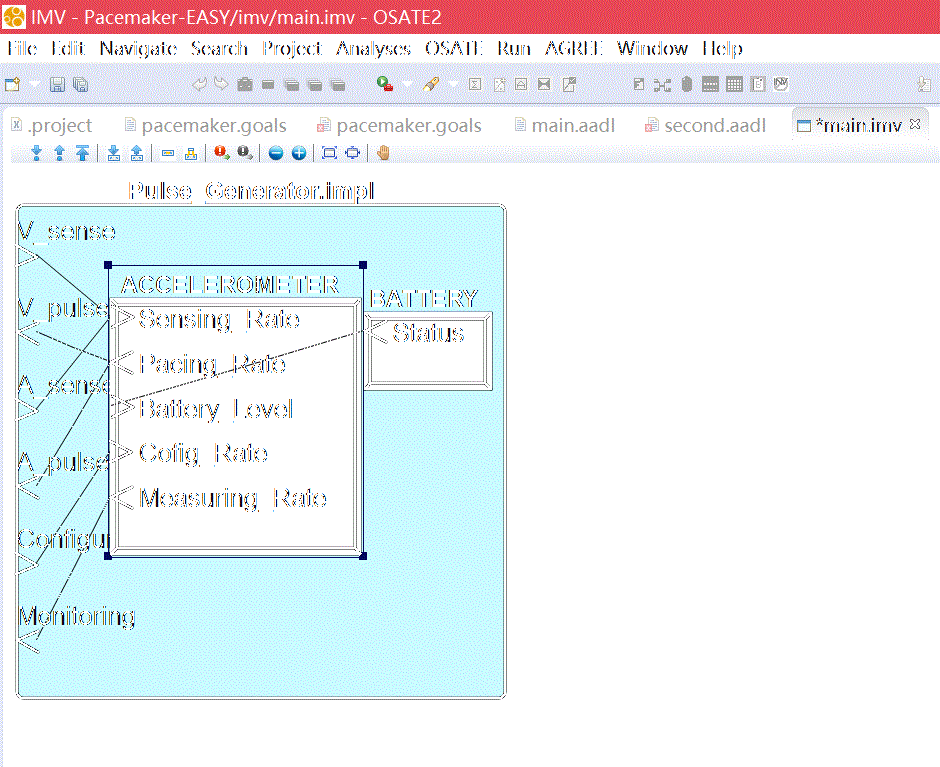 IMV - Pacemaker-EASY/imv/main.imv - OSATE2
File Edit Navigate Search Project Analyses OSATE Run AGREE Window Help
.project pacemaker.goals pacemaker.goals main.aadl second.aadl *main.imv
Pulse_Generator.impl
V_sense
V_pulse
A_sense
A_pulse
Configu
Monitoring
ACCELEROMETER
Sensing_Rate
Pacing_Rate
Battery_Level
Cofig_Rate
Measuring_Rate
BATTERY
Status